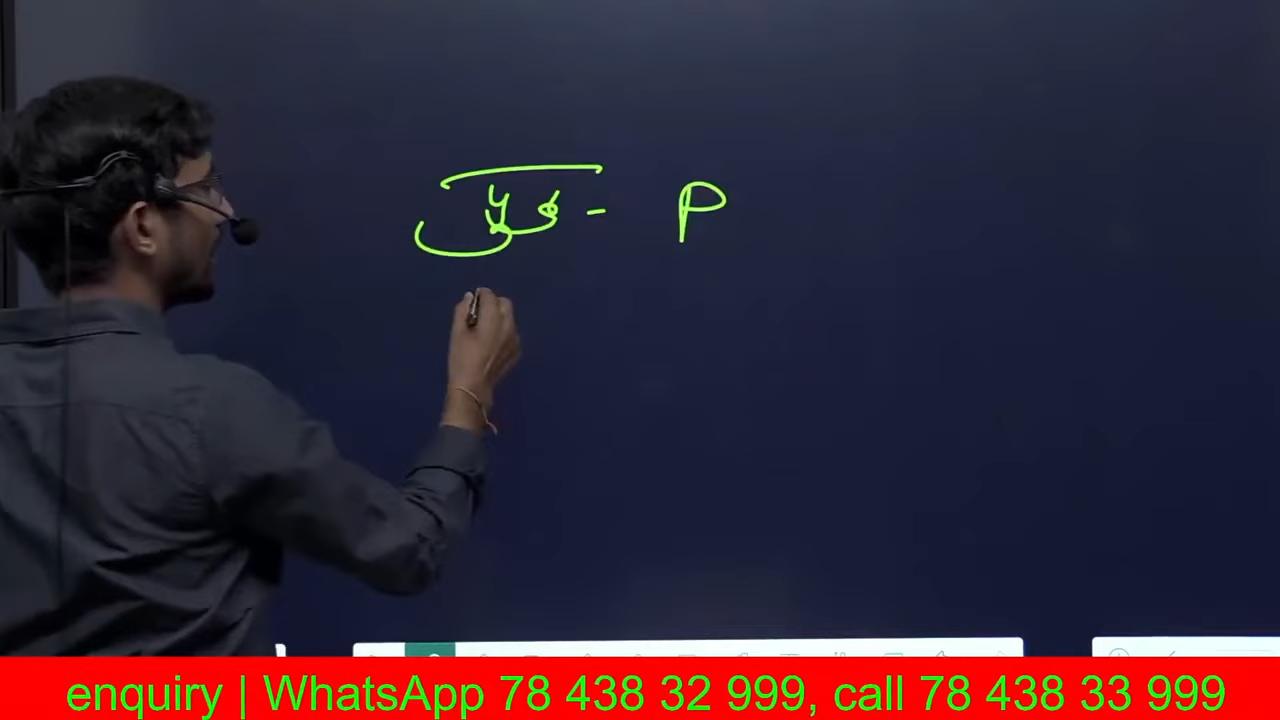 y α - P
enquiry | WhatsApp 78 438 32 999, call 78 438 33 999